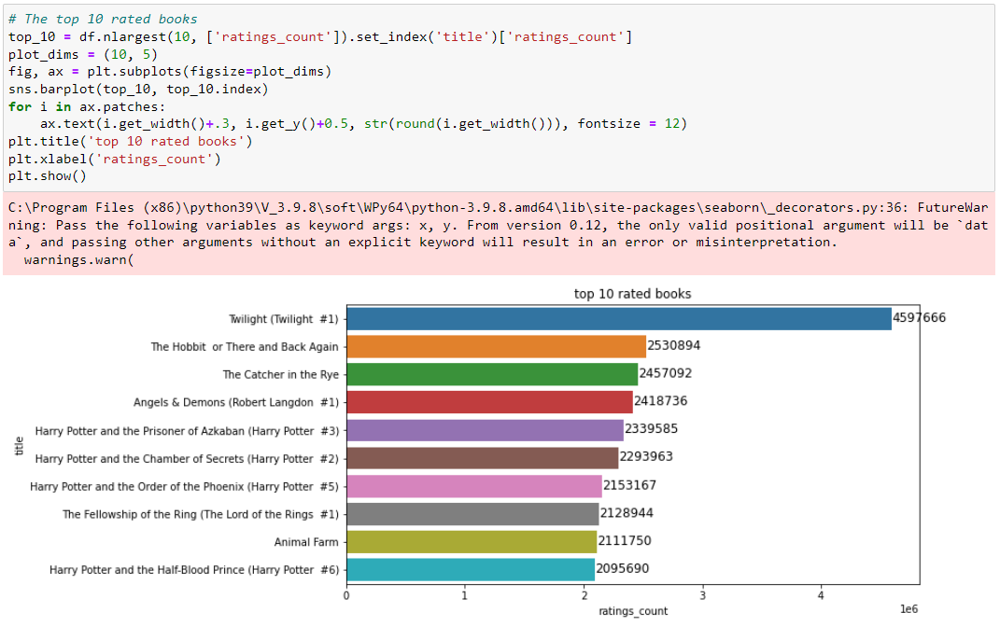 # The top 10 rated books
top_10 = df.nlargest(10, ['ratings_count']).set_index('title')['ratings_count']
plot_dims = (10, 5)
fig, ax = plt.subplots(figsize=plot_dims)
sns.barplot(top_10, top_10.index)
for i in ax.patches:
    ax.text(i.get_width()+.3, i.get_y()+0.5, str(round(i.get_width())), fontsize = 12)
plt.title('top 10 rated books')
plt.xlabel('ratings_count')
plt.show()
C:\Program Files (x86)\python39\V_3.9.8\soft\WPy64\python-3.9.8.amd64\lib\site-packages\seaborn\_decorators.py:36: FutureWar
ning: Pass the following variables as keyword args: x, y. From version 0.12, the only valid positional argument will be `dat
a`, and passing other arguments without an explicit keyword will result in an error or misinterpretation.
  warnings.warn(
top 10 rated books
Twilight (Twilight #1) 4597666
The Hobbit or There and Back Again 2530894
The Catcher in the Rye 2457092
Angels & Demons (Robert Langdon #1) 2418736
Harry Potter and the Prisoner of Azkaban (Harry Potter #3) 2339585
Harry Potter and the Chamber of Secrets (Harry Potter #2) 2293963
Harry Potter and the Order of the Phoenix (Harry Potter #5) 2153167
The Fellowship of the Ring (The Lord of the Rings #1) 2128944
Animal Farm 2111750
Harry Potter and the Half-Blood Prince (Harry Potter #6) 2095690
title
0 1 2 3 4
1e6
ratings_count